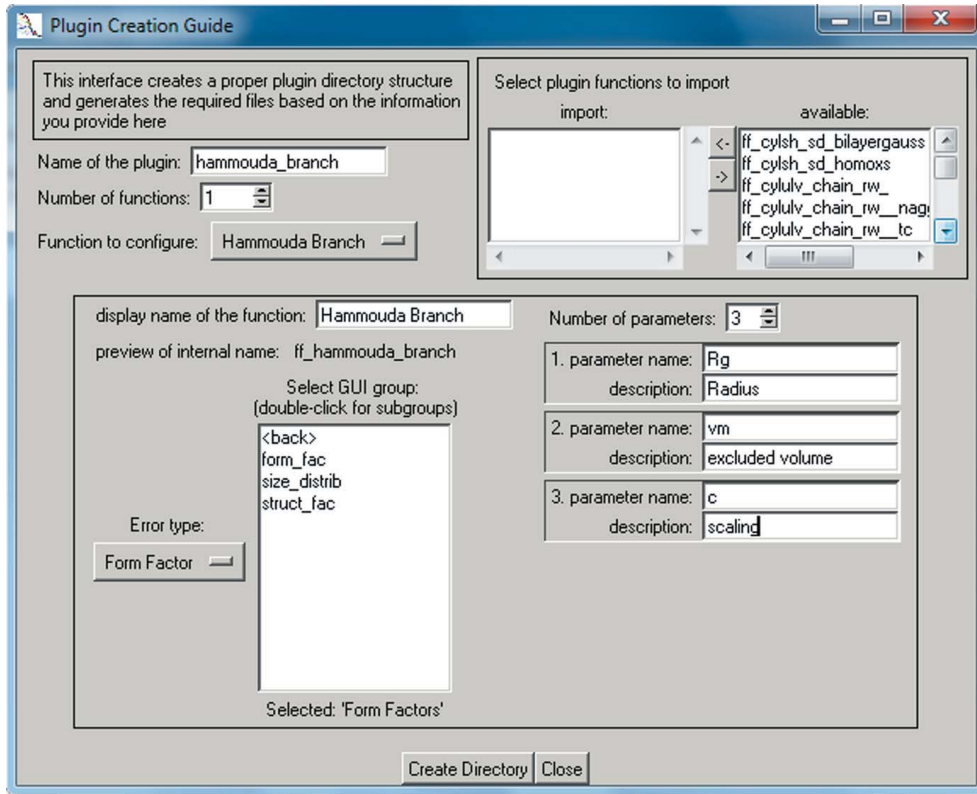 Plugin Creation Guide
This interface creates a proper plugin directory structure
and generates the required files based on the information
you provide here
Name of the plugin: hammouda_branch
Number of functions: 1
Function to configure: Hammouda Branch
Select plugin functions to import
import: available:
<- ff_cylsh_sd_bilayergauss
ff_cylsh_sd_homoxs
-> ff_cylulv_chain_rw_
ff_cylulv_chain_rw__nag
ff_cylulv_chain_rw__tc
display name of the function: Hammouda Branch
preview of internal name: ff_hammouda_branch
Select GUI group:
(double-click for subgroups)
<back>
form_fac
size_distrib
struct_fac
Error type:
Form Factor
Selected: 'Form Factors'
Number of parameters: 3
1. parameter name: Rg
description: Radius
2. parameter name: vm
description: excluded volume
3. parameter name: c
description: scaling
Create Directory Close